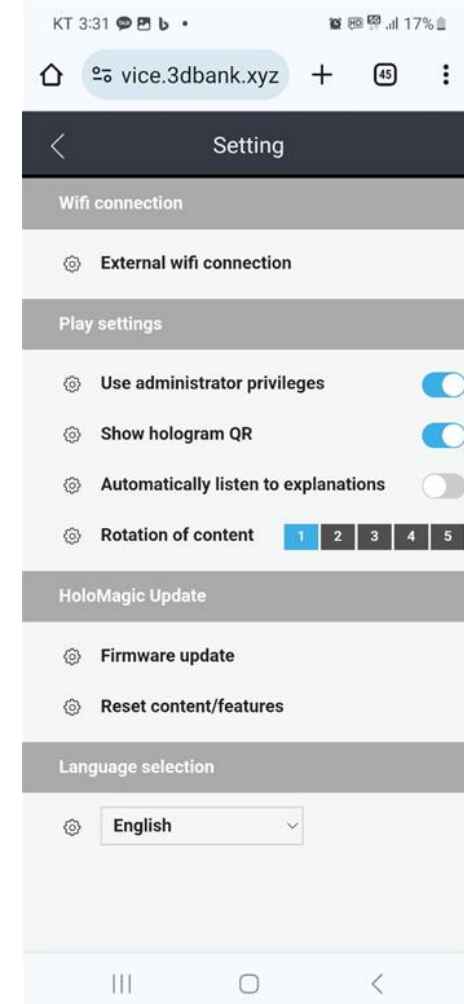 KT 3:31
17%
vice.3dbank.xyz
45
Setting
Wifi connection
External wifi connection
Play settings
Use administrator privileges
Show hologram QR
Automatically listen to explanations
Rotation of content 1 2 3 4 5
HoloMagic Update
Firmware update
Reset content/features
Language selection
English